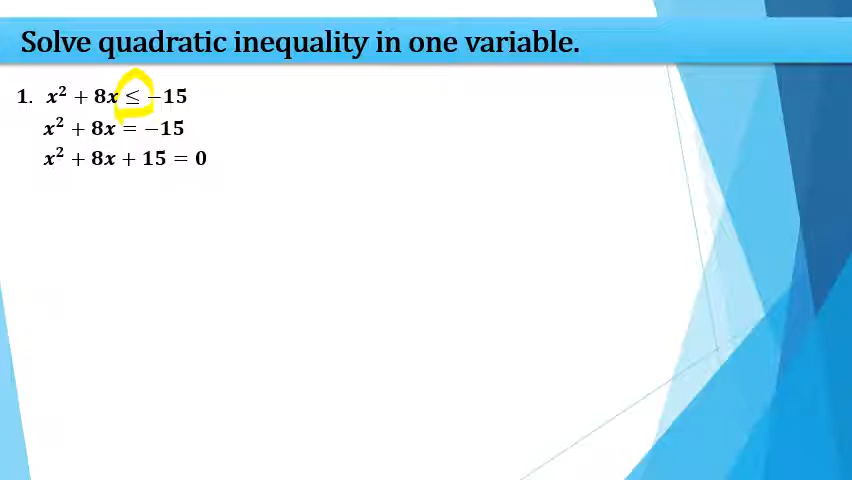 Solve quadratic inequality in one variable.
1. x² + 8x ≤ −15
x² + 8x = −15
x² + 8x + 15 = 0